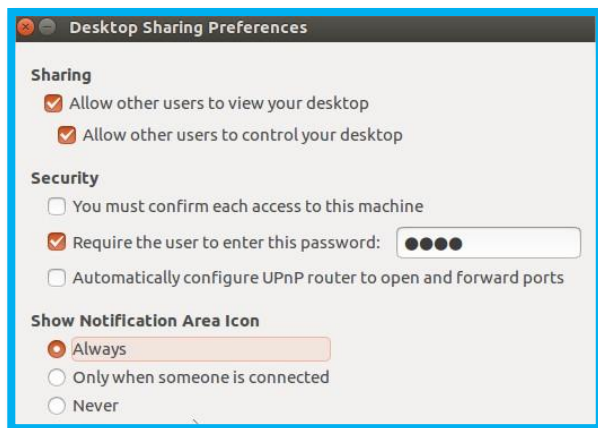 Desktop Sharing Preferences
Sharing
Allow other users to view your desktop
Allow other users to control your desktop
Security
You must confirm each access to this machine
Require the user to enter this password: ●●●●
Automatically configure UPnP router to open and forward ports
Show Notification Area Icon
Always
Only when someone is connected
Never